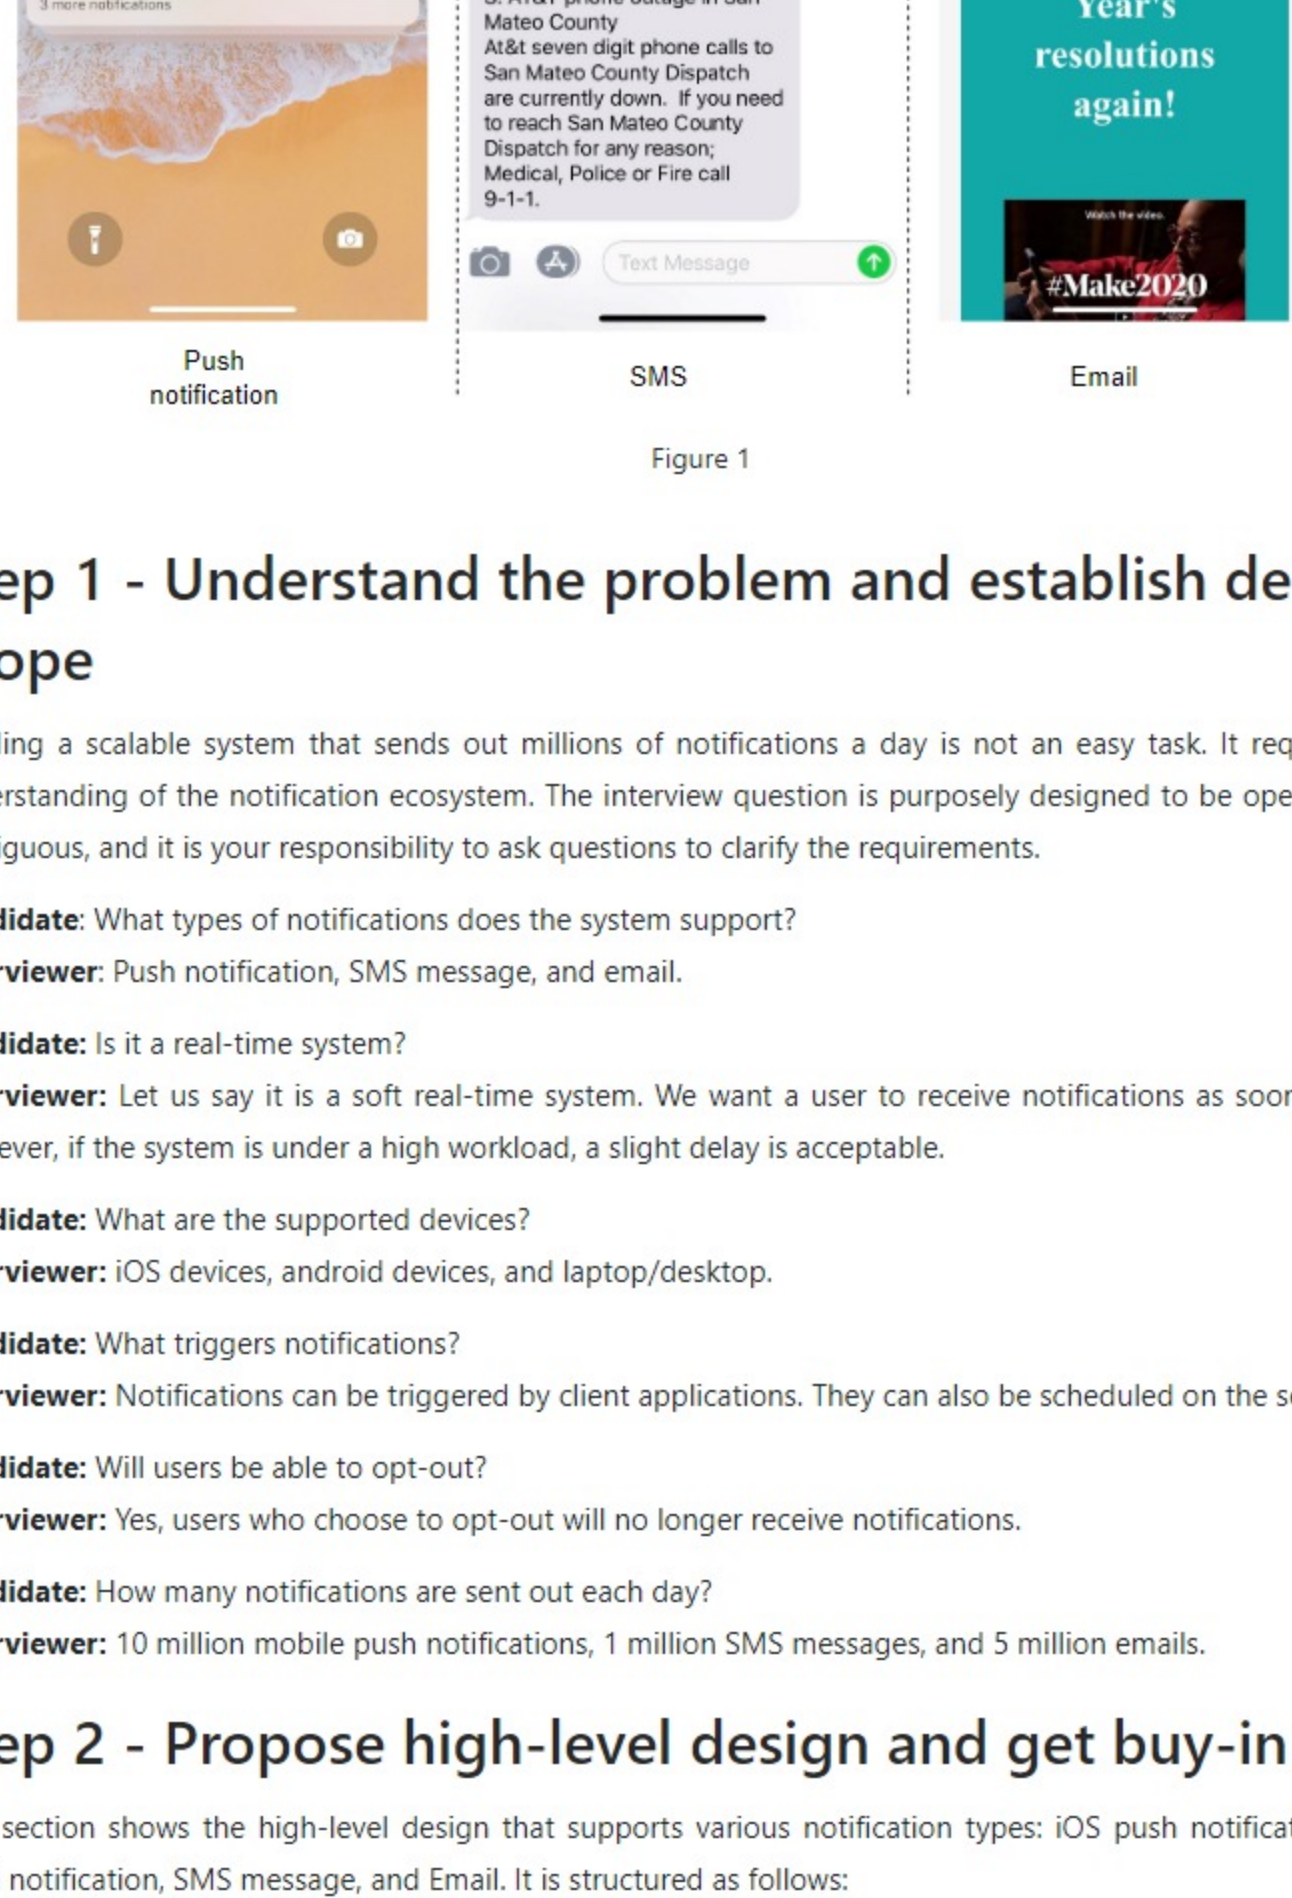 3 more notifications
Mateo County
At&t seven digit phone calls to
San Mateo County Dispatch
are currently down. If you need
to reach San Mateo County
Dispatch for any reason;
Medical, Police or Fire call
9-1-1.
Text Message
Year's
resolutions
again!
Watch the video.
#Make2020
Push
notification
SMS
Email
Figure 1
ep 1 - Understand the problem and establish de
ope
ling a scalable system that sends out millions of notifications a day is not an easy task. It req
erstanding of the notification ecosystem. The interview question is purposely designed to be ope
iguous, and it is your responsibility to ask questions to clarify the requirements.
didate: What types of notifications does the system support?
rviewer: Push notification, SMS message, and email.
didate: Is it a real-time system?
rviewer: Let us say it is a soft real-time system. We want a user to receive notifications as soon
ever, if the system is under a high workload, a slight delay is acceptable.
didate: What are the supported devices?
rviewer: iOS devices, android devices, and laptop/desktop.
didate: What triggers notifications?
rviewer: Notifications can be triggered by client applications. They can also be scheduled on the se
didate: Will users be able to opt-out?
rviewer: Yes, users who choose to opt-out will no longer receive notifications.
didate: How many notifications are sent out each day?
rviewer: 10 million mobile push notifications, 1 million SMS messages, and 5 million emails.
ep 2 - Propose high-level design and get buy-in
section shows the high-level design that supports various notification types: iOS push notificat
notification, SMS message, and Email. It is structured as follows: